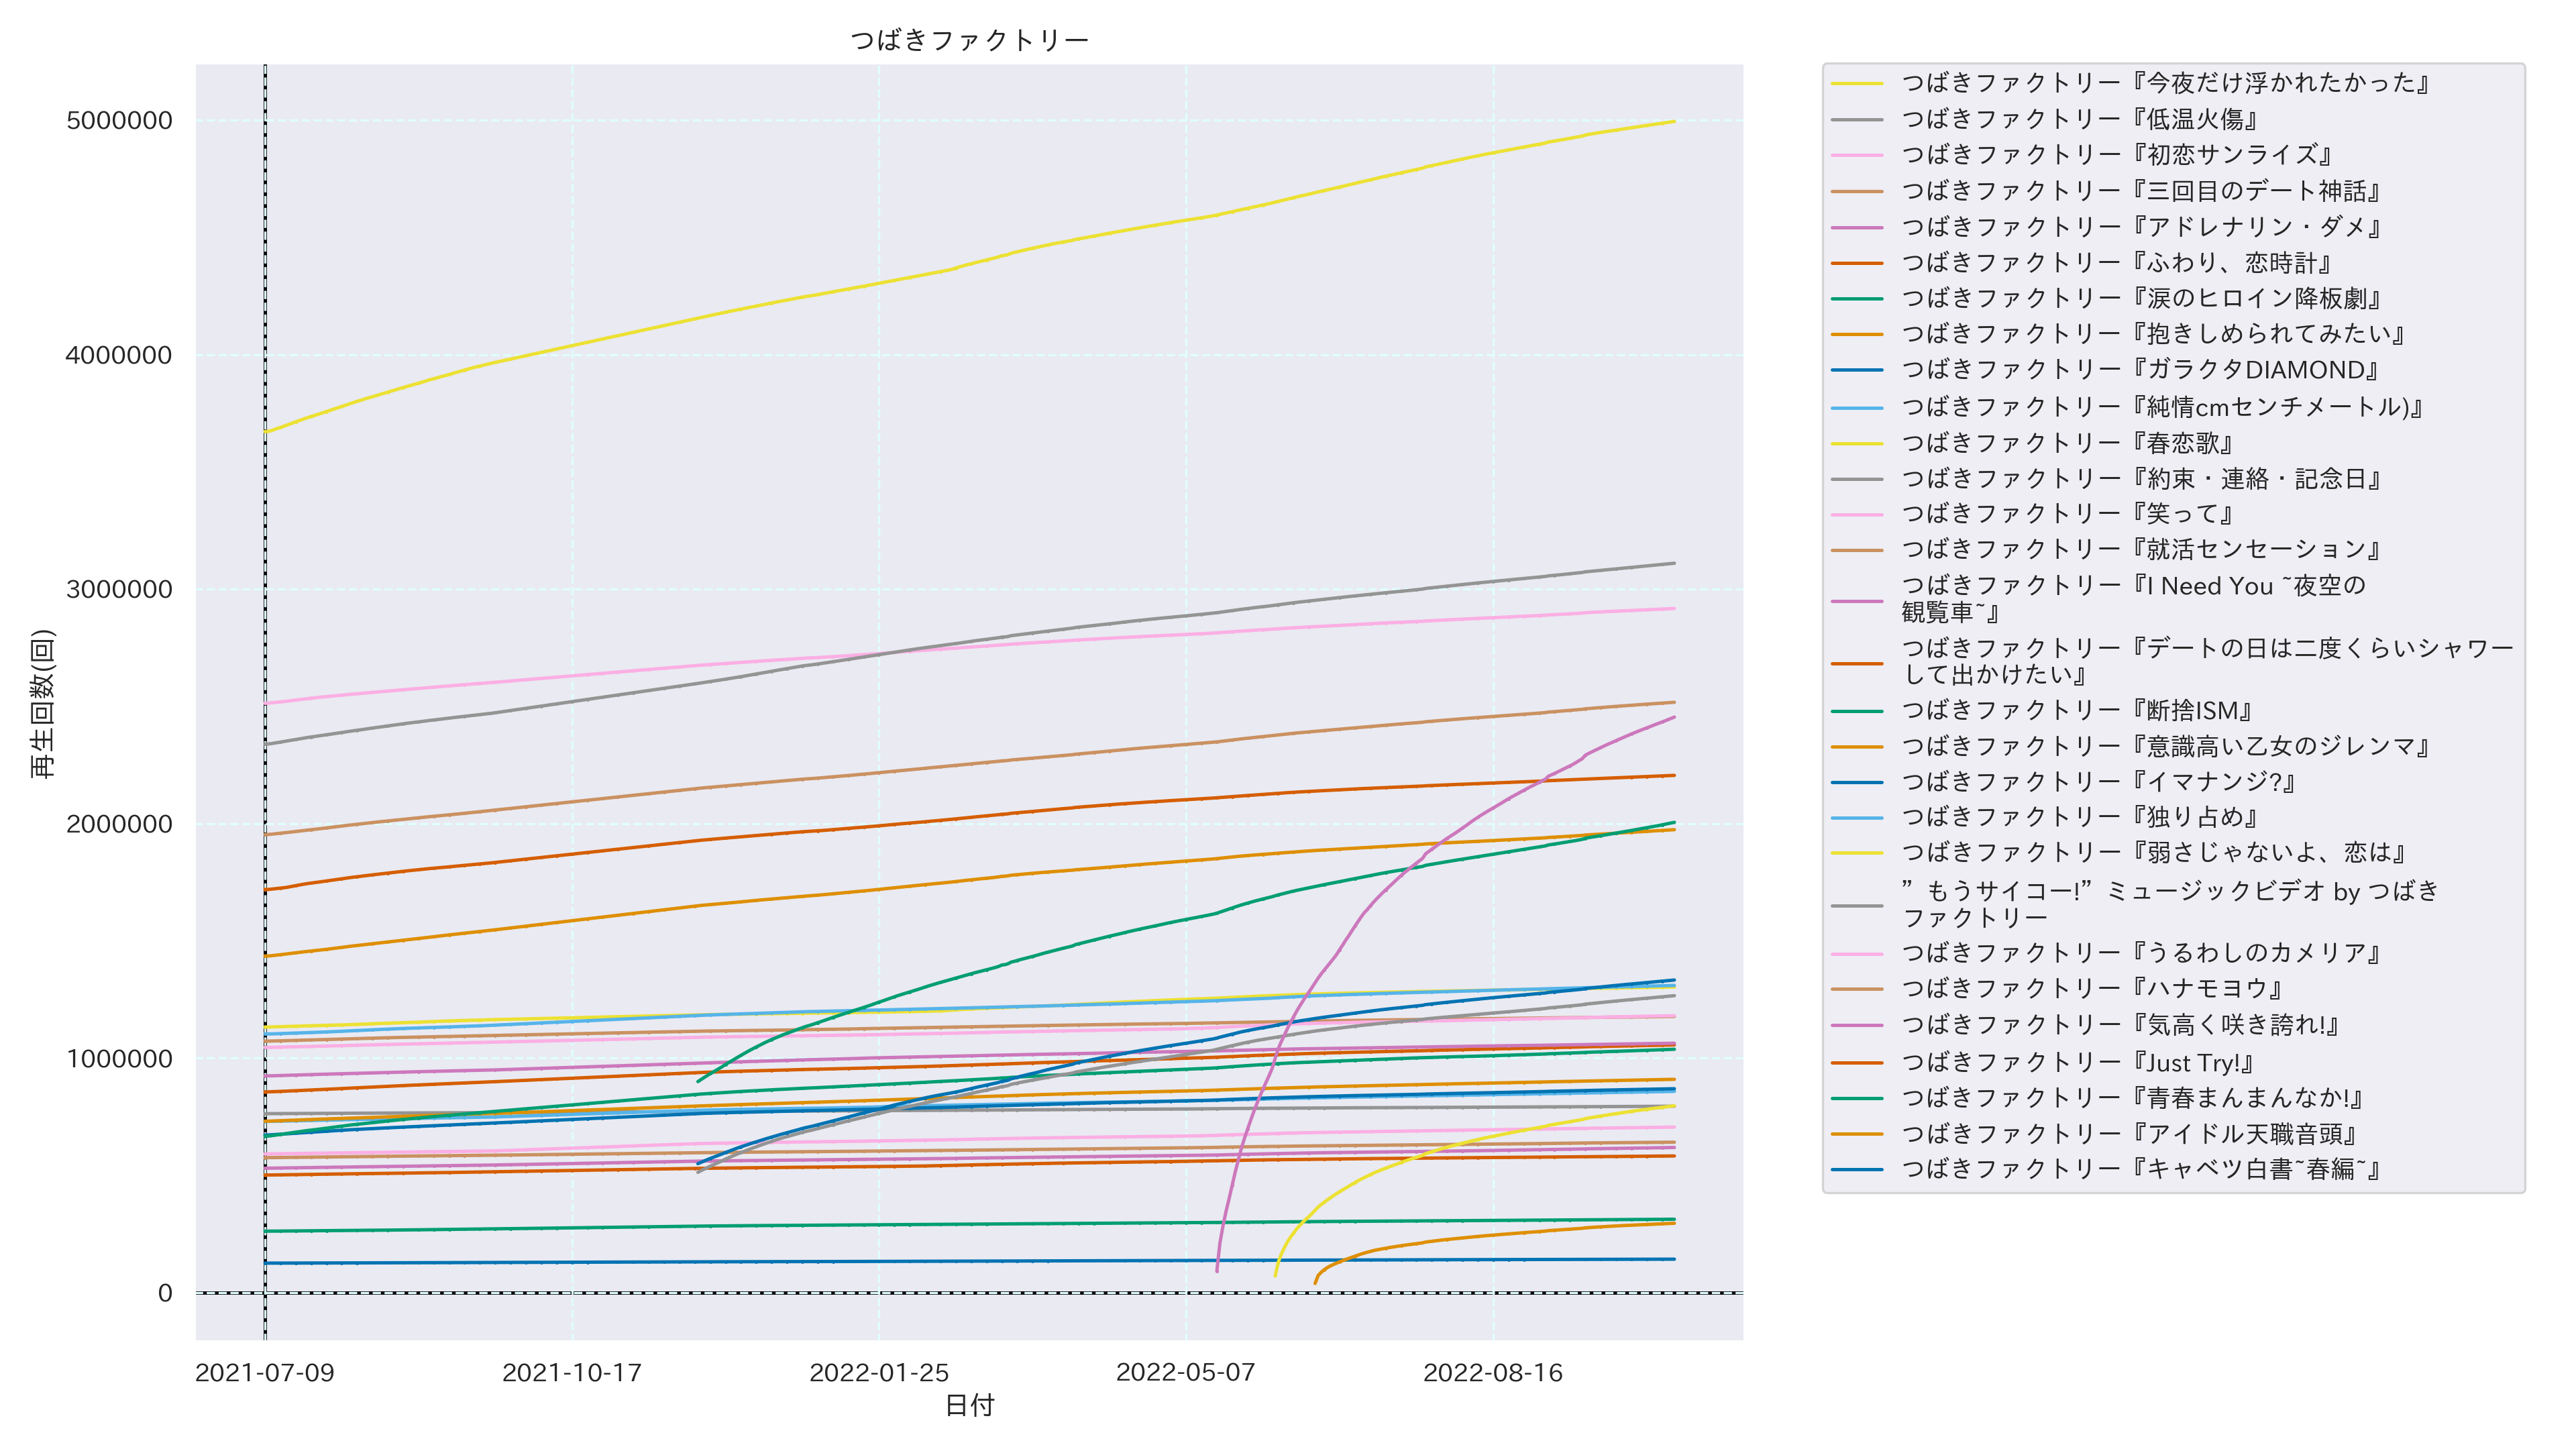 つばきファクトリー
再生回数(回)
5000000
4000000
3000000
2000000
1000000
0
2021-07-09
2021-10-17
2022-01-25
2022-05-07
2022-08-16
日付
つばきファクトリー『今夜だけ浮かれたかった』
つばきファクトリー『低温火傷』
つばきファクトリー『初恋サンライズ』
つばきファクトリー『三回目のデート神話』
つばきファクトリー『アドレナリン・ダメ』
つばきファクトリー『ふわり、恋時計』
つばきファクトリー『涙のヒロイン降板劇』
つばきファクトリー『抱きしめられてみたい』
つばきファクトリー『ガラクタDIAMOND』
つばきファクトリー『純情cmセンチメートル)』
つばきファクトリー『春恋歌』
つばきファクトリー『約束・連絡・記念日』
つばきファクトリー『笑って』
つばきファクトリー『就活センセーション』
つばきファクトリー『I Need You ~夜空の
観覧車~』
つばきファクトリー『デートの日は二度くらいシャワー
して出かけたい』
つばきファクトリー『断捨ISM』
つばきファクトリー『意識高い乙女のジレンマ』
つばきファクトリー『イマナンジ?』
つばきファクトリー『独り占め』
つばきファクトリー『弱さじゃないよ、恋は』
”もうサイコー!”ミュージックビデオ by つばき
ファクトリー
つばきファクトリー『うるわしのカメリア』
つばきファクトリー『ハナモヨウ』
つばきファクトリー『気高く咲き誇れ!』
つばきファクトリー『Just Try!』
つばきファクトリー『青春まんまんなか!』
つばきファクトリー『アイドル天職音頭』
つばきファクトリー『キャベツ白書~春編~』